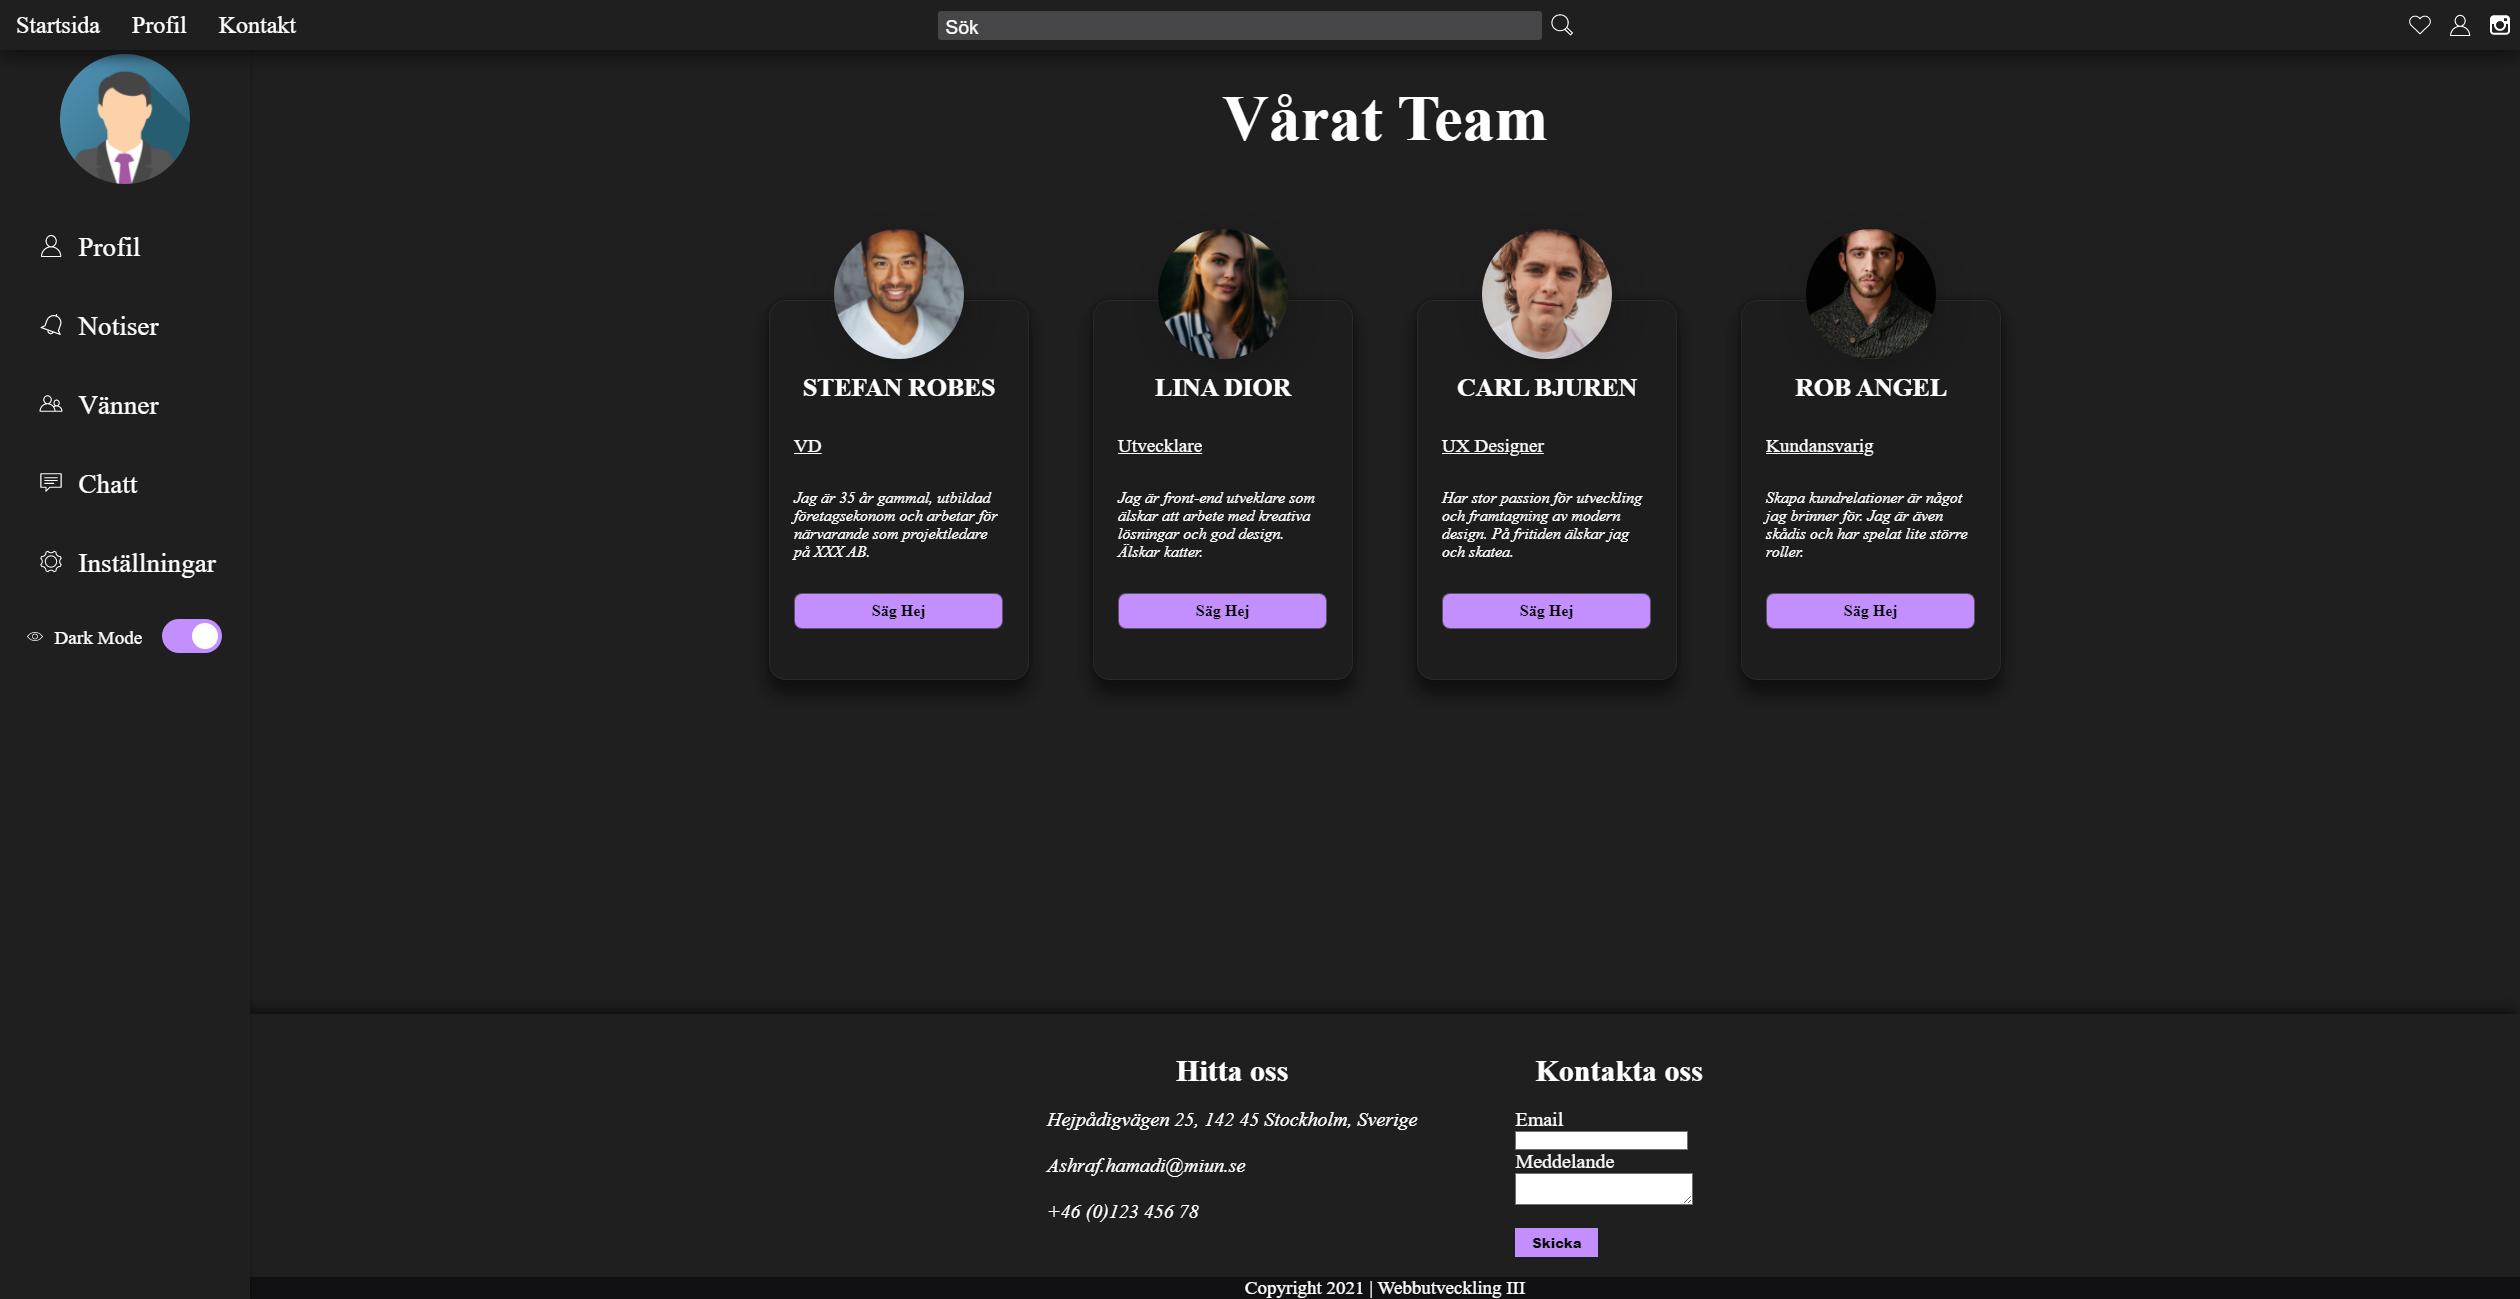 Startsida Profil Kontakt
Sök
Profil
Notiser
Vänner
Chatt
Inställningar
Dark Mode
Vårat Team
STEFAN ROBES
VD
Jag är 35 år gammal, utbildad
företagsekonom och arbetar för
närvarande som projektledare
på XXX AB.
Säg Hej
LINA DIOR
Utvecklare
Jag är front-end utveklare som
älskar att arbete med kreativa
lösningar och god design.
Älskar katter.
Säg Hej
CARL BJUREN
UX Designer
Har stor passion för utveckling
och framtagning av modern
design. På fritiden älskar jag
och skatea.
Säg Hej
ROB ANGEL
Kundansvarig
Skapa kundrelationer är något
jag brinner för. Jag är även
skådis och har spelat lite större
roller.
Säg Hej
Hitta oss
Hejpådigvägen 25, 142 45 Stockholm, Sverige
Ashraf.hamadi@miun.se
+46 (0)123 456 78
Kontakta oss
Email
Meddelande
Skicka
Copyright 2021 | Webbutveckling III